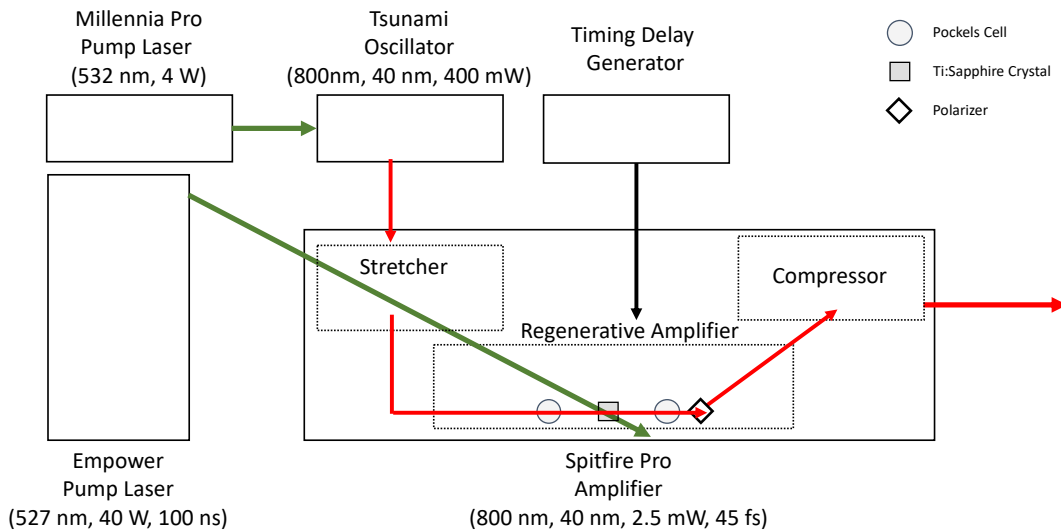 Millennia Pro
Pump Laser
(532 nm, 4 W)
Tsunami
Oscillator
(800nm, 40 nm, 400 mW)
Timing Delay
Generator
Pockels Cell
Ti:Sapphire Crystal
Polarizer
Stretcher
Compressor
Regenerative Amplifier
Empower
Pump Laser
(527 nm, 40 W, 100 ns)
Spitfire Pro
Amplifier
(800 nm, 40 nm, 2.5 mW, 45 fs)